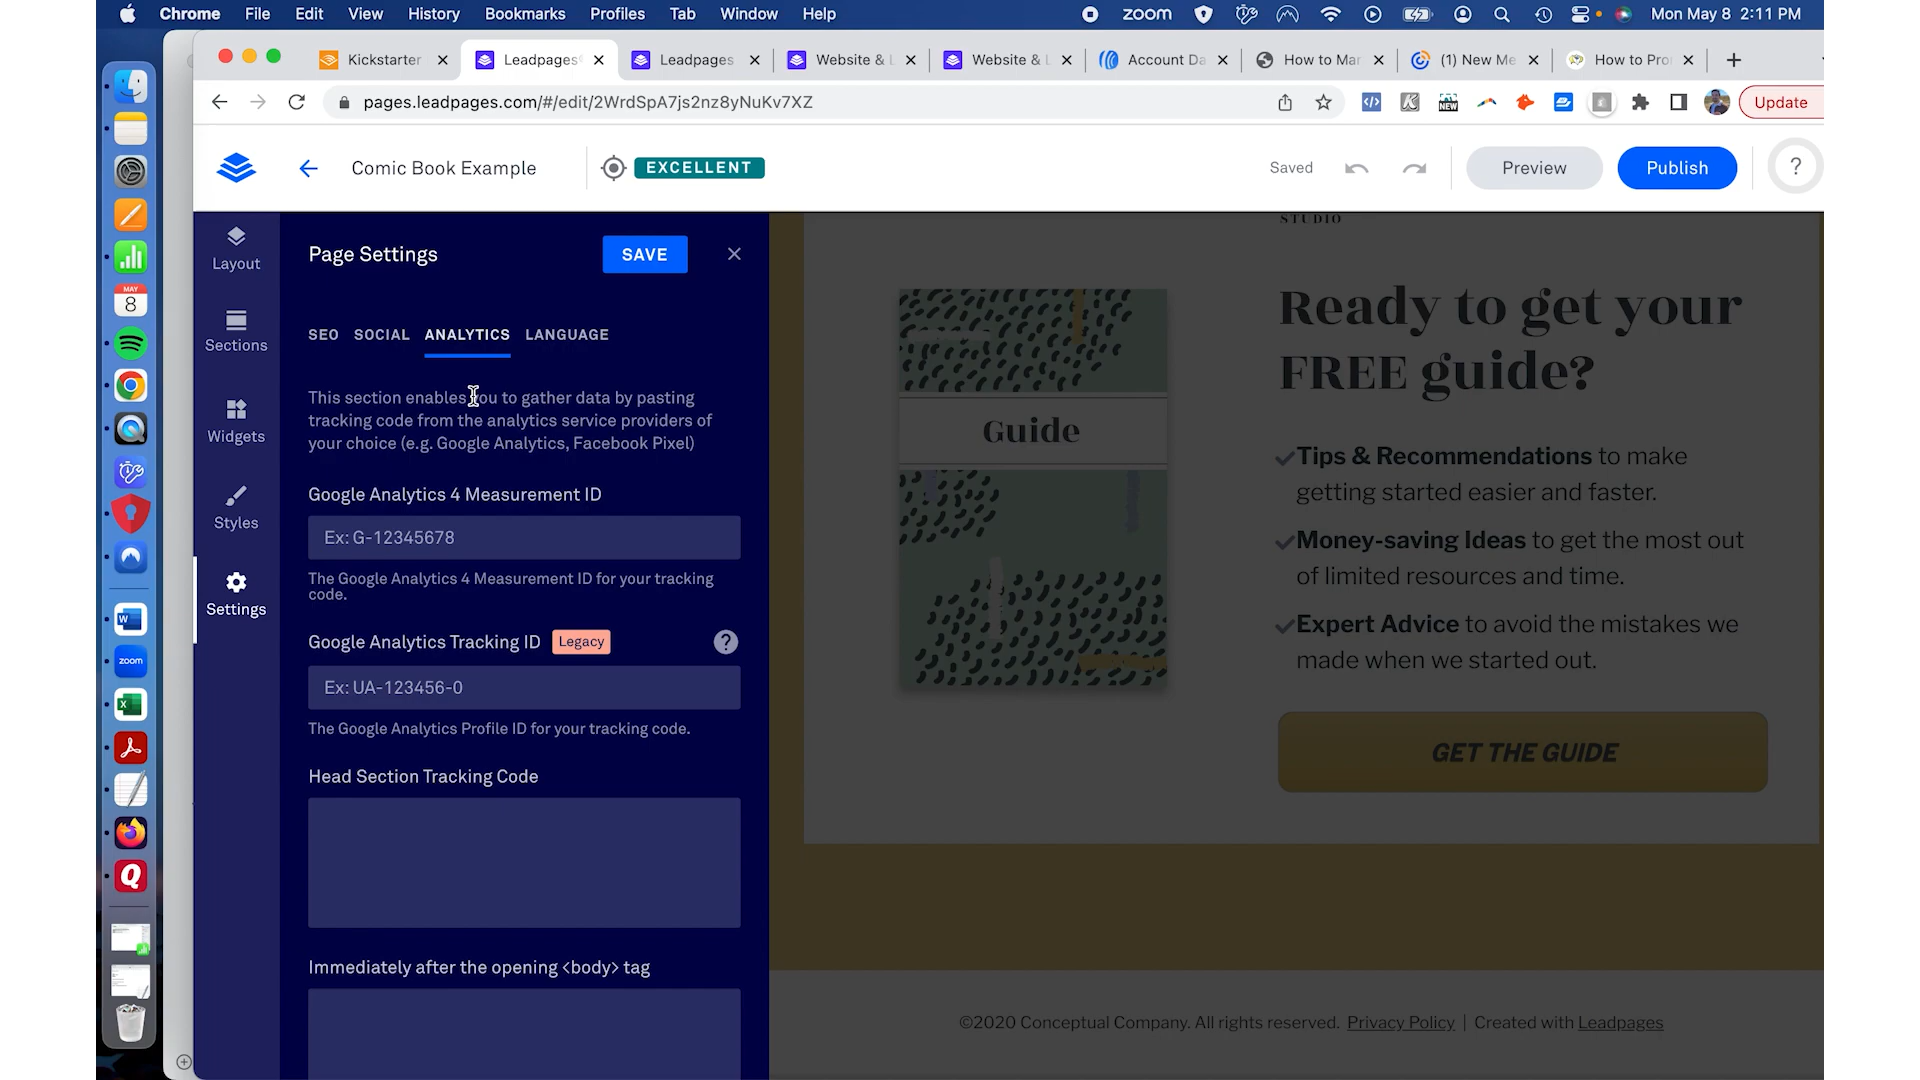 Chrome File Edit View History Bookmarks Profiles Tab Window Help zoom Mon May 8 2:11 PM
Kickstarter Leadpages Leadpages Website & L Website & L Account Da How to Mar (1) New Me How to Pro
pages.leadpages.com/#/edit/2WrdSpA7js2nz8yNuKv7XZ NEW Update
Comic Book Example EXCELLENT Saved Preview Publish ?
Layout
Sections
Widgets
Styles
Settings
MAY
8
W
zoom
X
Q
Page Settings SAVE
SEO SOCIAL ANALYTICS LANGUAGE
This section enables you to gather data by pasting
tracking code from the analytics service providers of
your choice (e.g. Google Analytics, Facebook Pixel)
Google Analytics 4 Measurement ID
Ex: G-12345678
The Google Analytics 4 Measurement ID for your tracking
code.
Google Analytics Tracking ID Legacy ?
Ex: UA-123456-0
The Google Analytics Profile ID for your tracking code.
Head Section Tracking Code
Immediately after the opening <body> tag
STUDIO
Guide
Ready to get your
FREE guide?
Tips & Recommendations to make
getting started easier and faster.
Money-saving Ideas to get the most out
of limited resources and time.
Expert Advice to avoid the mistakes we
made when we started out.
GET THE GUIDE
©2020 Conceptual Company. All rights reserved. Privacy Policy | Created with Leadpages